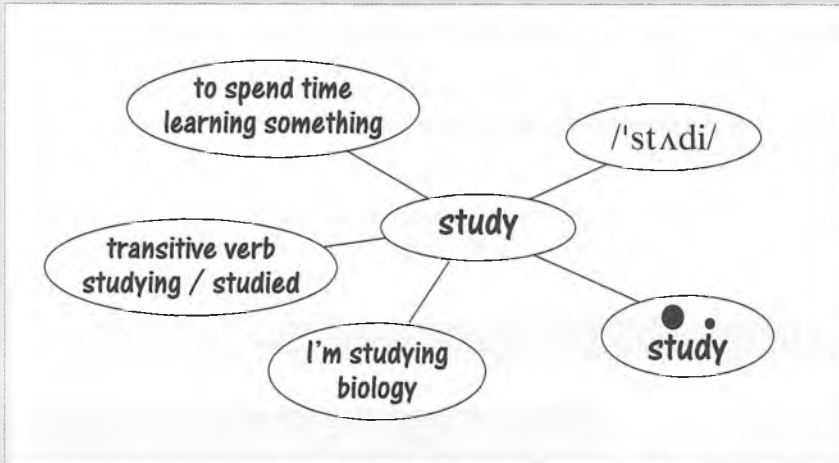 to spend time
learning something
/ˈstʌdi/
study
transitive verb
studying / studied
I'm studying
biology
study